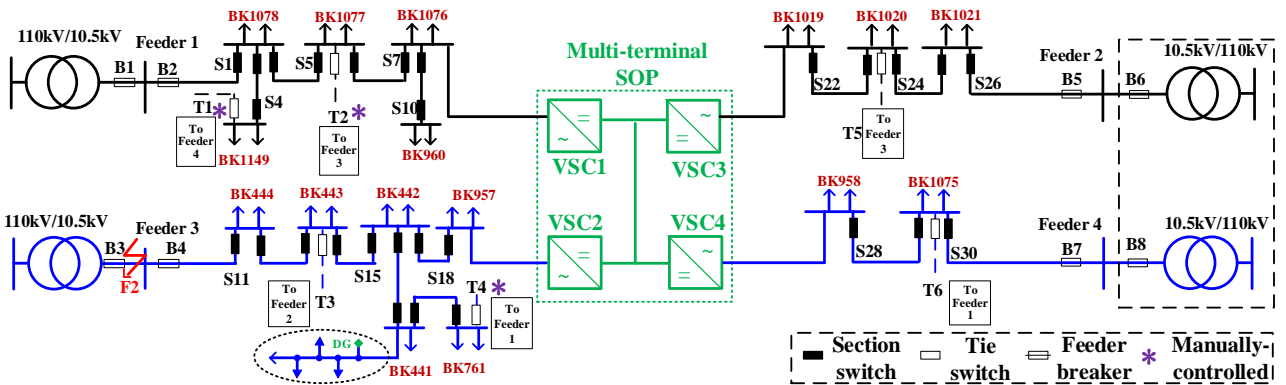 BK1078
BK1077
BK1076
BK1019
BK1020
BK1021
110kV/10.5kV
Feeder 1
B1
B2
S1
S4
S5
S7
S10
T1 *
T2 *
To
Feeder
4
To
Feeder
3
BK1149
BK960
Multi-terminal
SOP
VSC1
=
~
VSC3
~
=
VSC2
=
~
VSC4
~
=
S22
S24
S26
T5
To
Feeder
3
Feeder 2
B5
B6
10.5kV/110kV
BK444
BK443
BK442
BK957
BK958
BK1075
110kV/10.5kV
Feeder 3
B3
B4
F2
S11
S15
S18
T3
To
Feeder
2
T4 *
To
Feeder
1
DG
BK441
BK761
S28
S30
T6
To
Feeder
1
Feeder 4
B7
B8
10.5kV/110kV
Section
switch
Tie
switch
Feeder
breaker
* Manually-
controlled